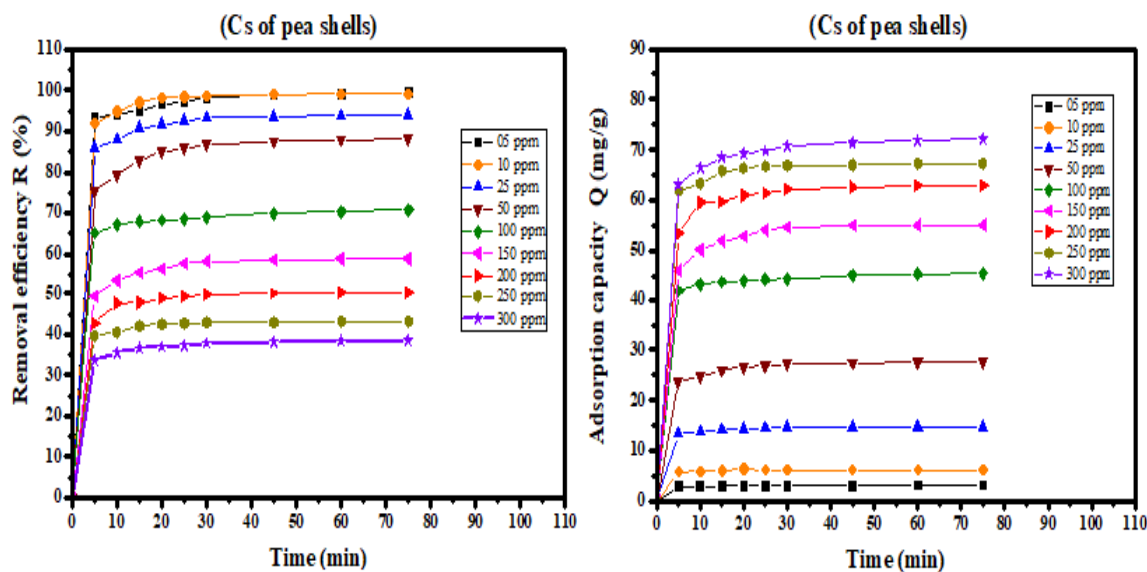 (Cs of pea shells)
Removal efficiency R (%)
110
100
90
80
70
60
50
40
30
20
10
0
0 10 20 30 40 50 60 70 80 90 100 110
Time (min)
05 ppm
10 ppm
25 ppm
50 ppm
100 ppm
150 ppm
200 ppm
250 ppm
300 ppm
(Cs of pea shells)
Adsorption capacity Q (mg/g)
90
80
70
60
50
40
30
20
10
0
0 10 20 30 40 50 60 70 80 90 100 110
Time (min)
05 ppm
10 ppm
25 ppm
50 ppm
100 ppm
150 ppm
200 ppm
250 ppm
300 ppm